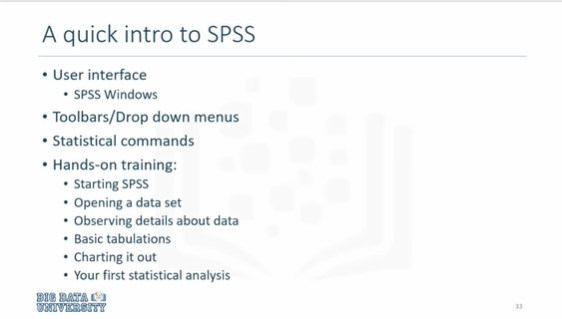 A quick intro to SPSS
• User interface
• SPSS Windows
• Toolbars/Drop down menus
• Statistical commands
• Hands-on training:
• Starting SPSS
• Opening a data set
• Observing details about data
• Basic tabulations
• Charting it out
• Your first statistical analysis
BIG DATA
UNIVERSITY
33